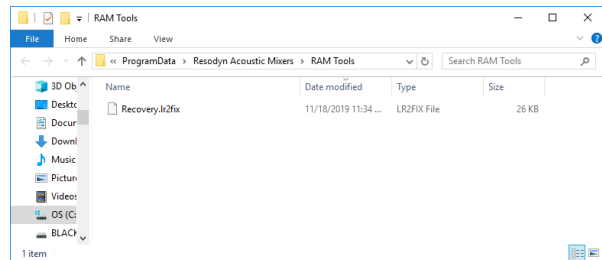 RAM Tools
File Home Share View
« ProgramData › Resodyn Acoustic Mixers › RAM Tools
Search RAM Tools
Name Date modified Type Size
Recovery.lr2fix 11/18/2019 11:34 ... LR2FIX File 26 KB
3D Ob
Deskto
Docum
Downl
Music
Picture
Videos
OS (C:
BLACK
1 item